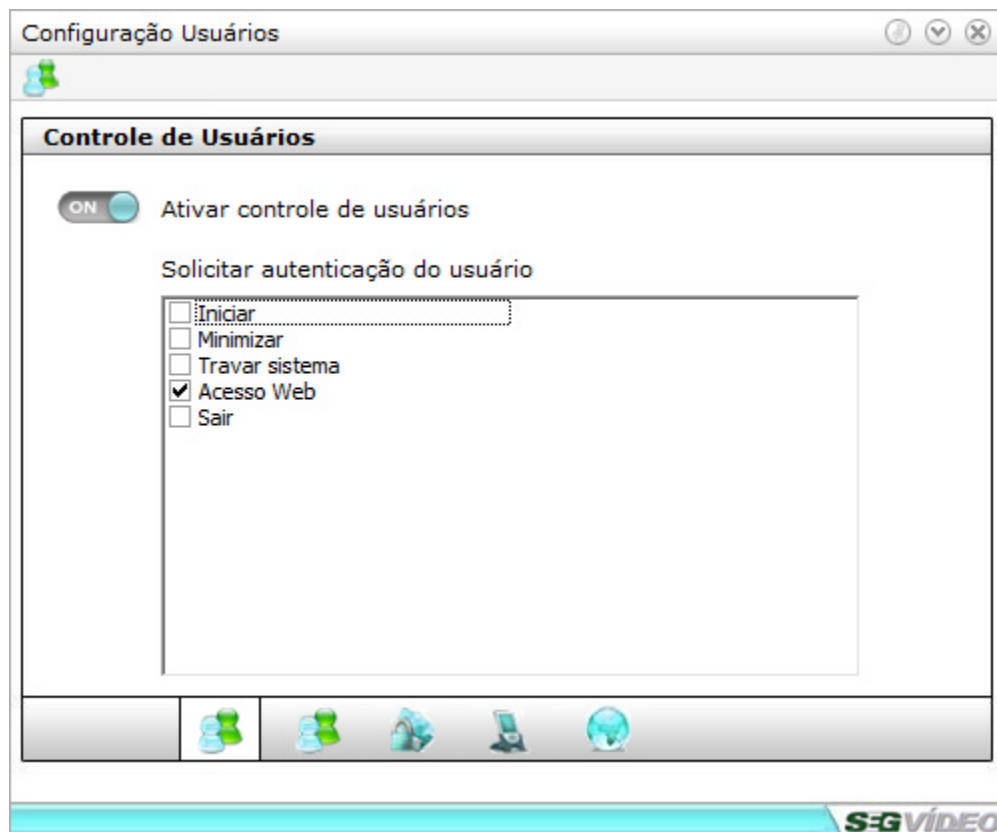 Configuração Usuários
Controle de Usuários
ON
Ativar controle de usuários
Solicitar autenticação do usuário
Iniciar
Minimizar
Travar sistema
Acesso Web
Sair
SEGVÍDEO